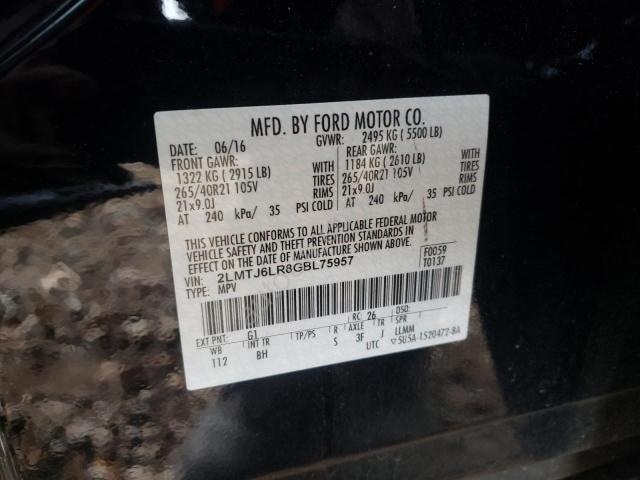 MFD. BY FORD MOTOR CO.
DATE: 06/16 GVWR: 2495 KG ( 5500 LB)
FRONT GAWR: REAR GAWR:
1322 KG ( 2915 LB) WITH 1184 KG ( 2610 LB) WITH
265/40R21 105V TIRES 265/40R21 105V TIRES
21x9.0J RIMS 21x9.0J RIMS
AT 240 kPa/ 35 PSI COLD AT 240 kPa/ 35 PSI COLD
THIS VEHICLE CONFORMS TO ALL APPLICABLE FEDERAL MOTOR
VEHICLE SAFETY AND THEFT PREVENTION STANDARDS IN
EFFECT ON THE DATE OF MANUFACTURE SHOWN ABOVE.
VIN: 2LMTJ6LR8GBL75957 F0059
TYPE: MPV T0137
EXT PNT: G1 RC: 26 DSO:
WB INT TR TP/PS R AXLE TR SPR
112 BH S 3F J LLMM
UTC 5U5A-1520472-BA